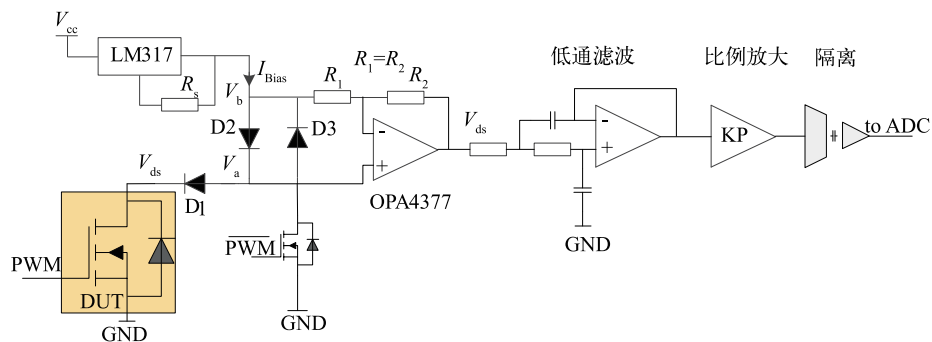 Vcc
LM317
Rs
IBias
Vb
R1
R1=R2
R2
D2
D3
Va
Vds
D1
-
+
OPA4377
PWM
DUT
GND
PWM
GND
Vds
低通滤波
-
+
GND
比例放大
KP
隔离
to ADC